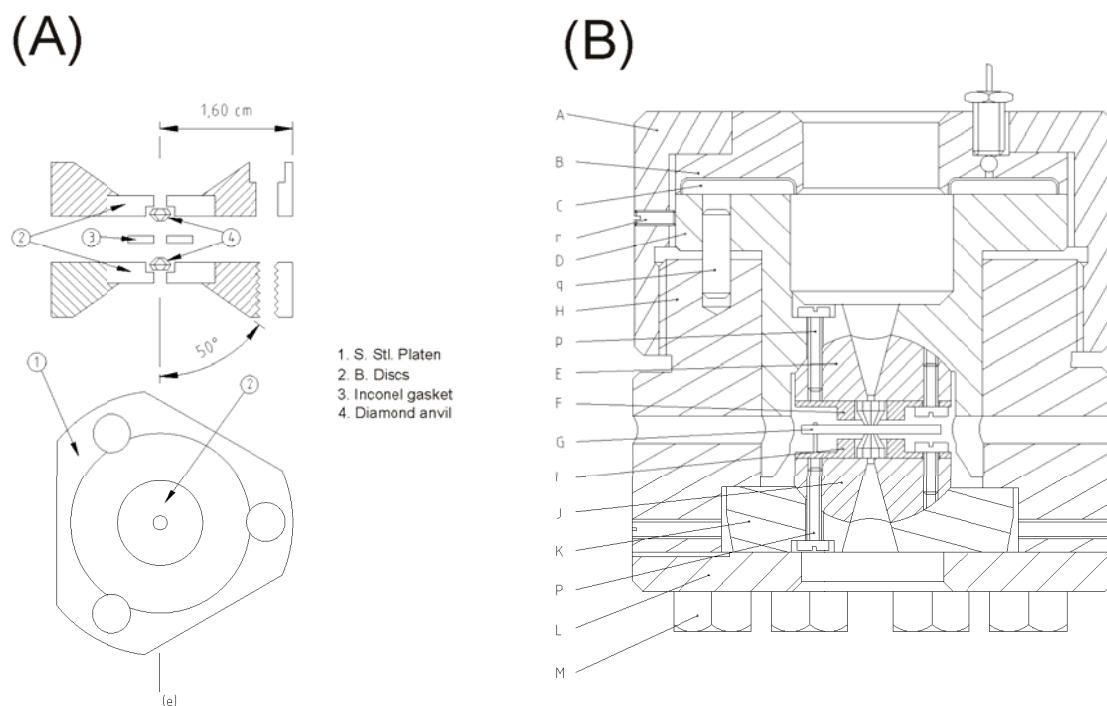 (A)
1,60 cm
2
3
4
50°
1
2
1. S. Stl. Platen
2. B. Discs
3. Inconel gasket
4. Diamond anvil
(e)
(B)
A
B
C
r
D
q
H
p
E
F
G
I
J
K
P
L
M